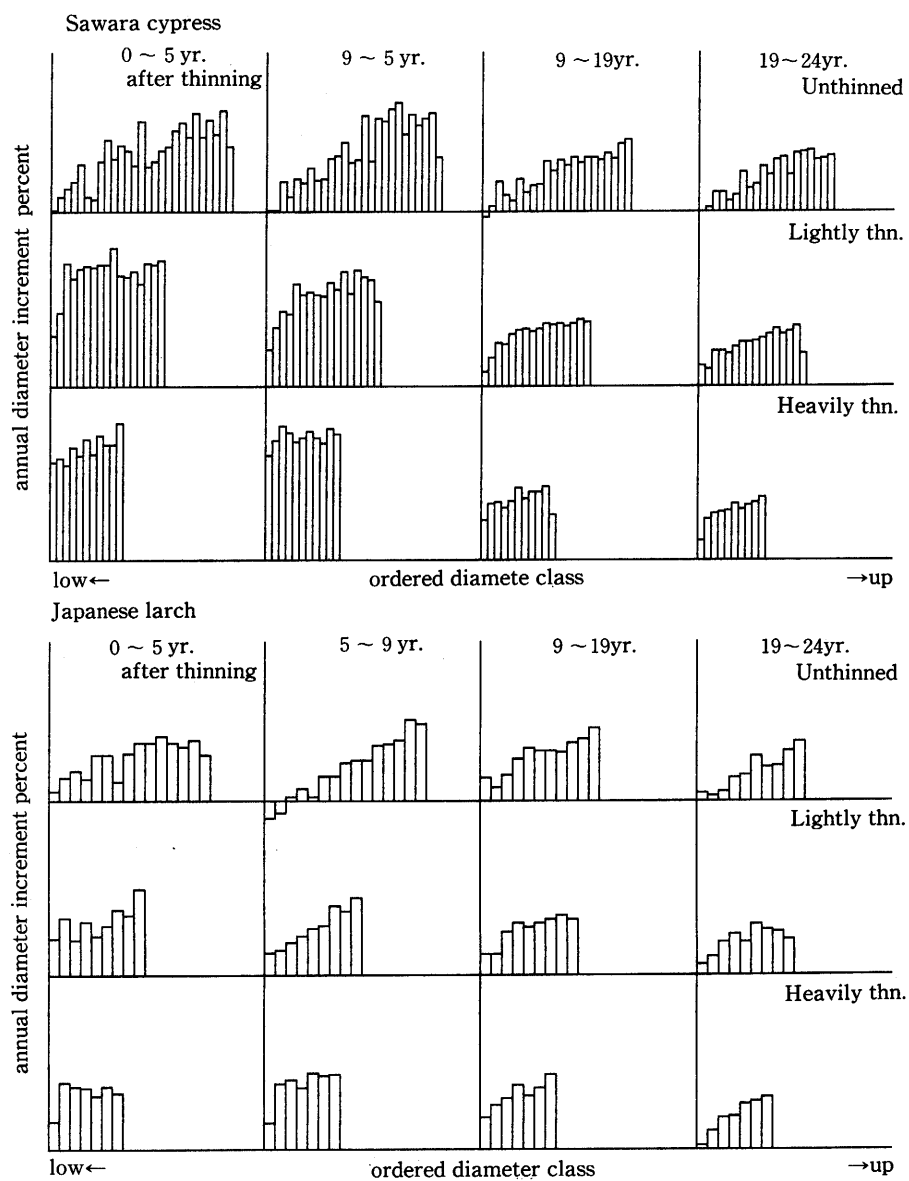 Sawara cypress
0 ~ 5 yr.
after thinning
9 ~ 5 yr.
9 ~19yr.
19~24yr.
Unthinned
Lightly thn.
Heavily thn.
annual diameter increment percent
low← ordered diamete class →up
Japanese larch
0 ~ 5 yr.
after thinning
5 ~ 9 yr.
9 ~19yr.
19~24yr.
Unthinned
Lightly thn.
Heavily thn.
annual diameter increment percent
low← ordered diameter class →up